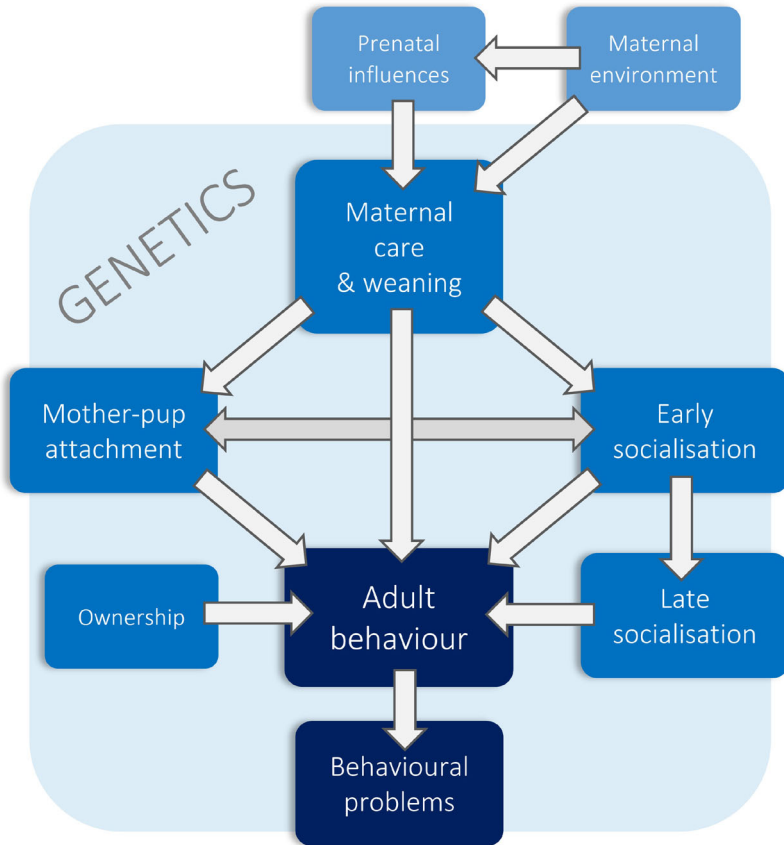 Prenatal
influences
Maternal
environment
GENETICS
Maternal
care
& weaning
Mother-pup
attachment
Early
socialisation
Ownership
Adult
behaviour
Late
socialisation
Behavioural
problems